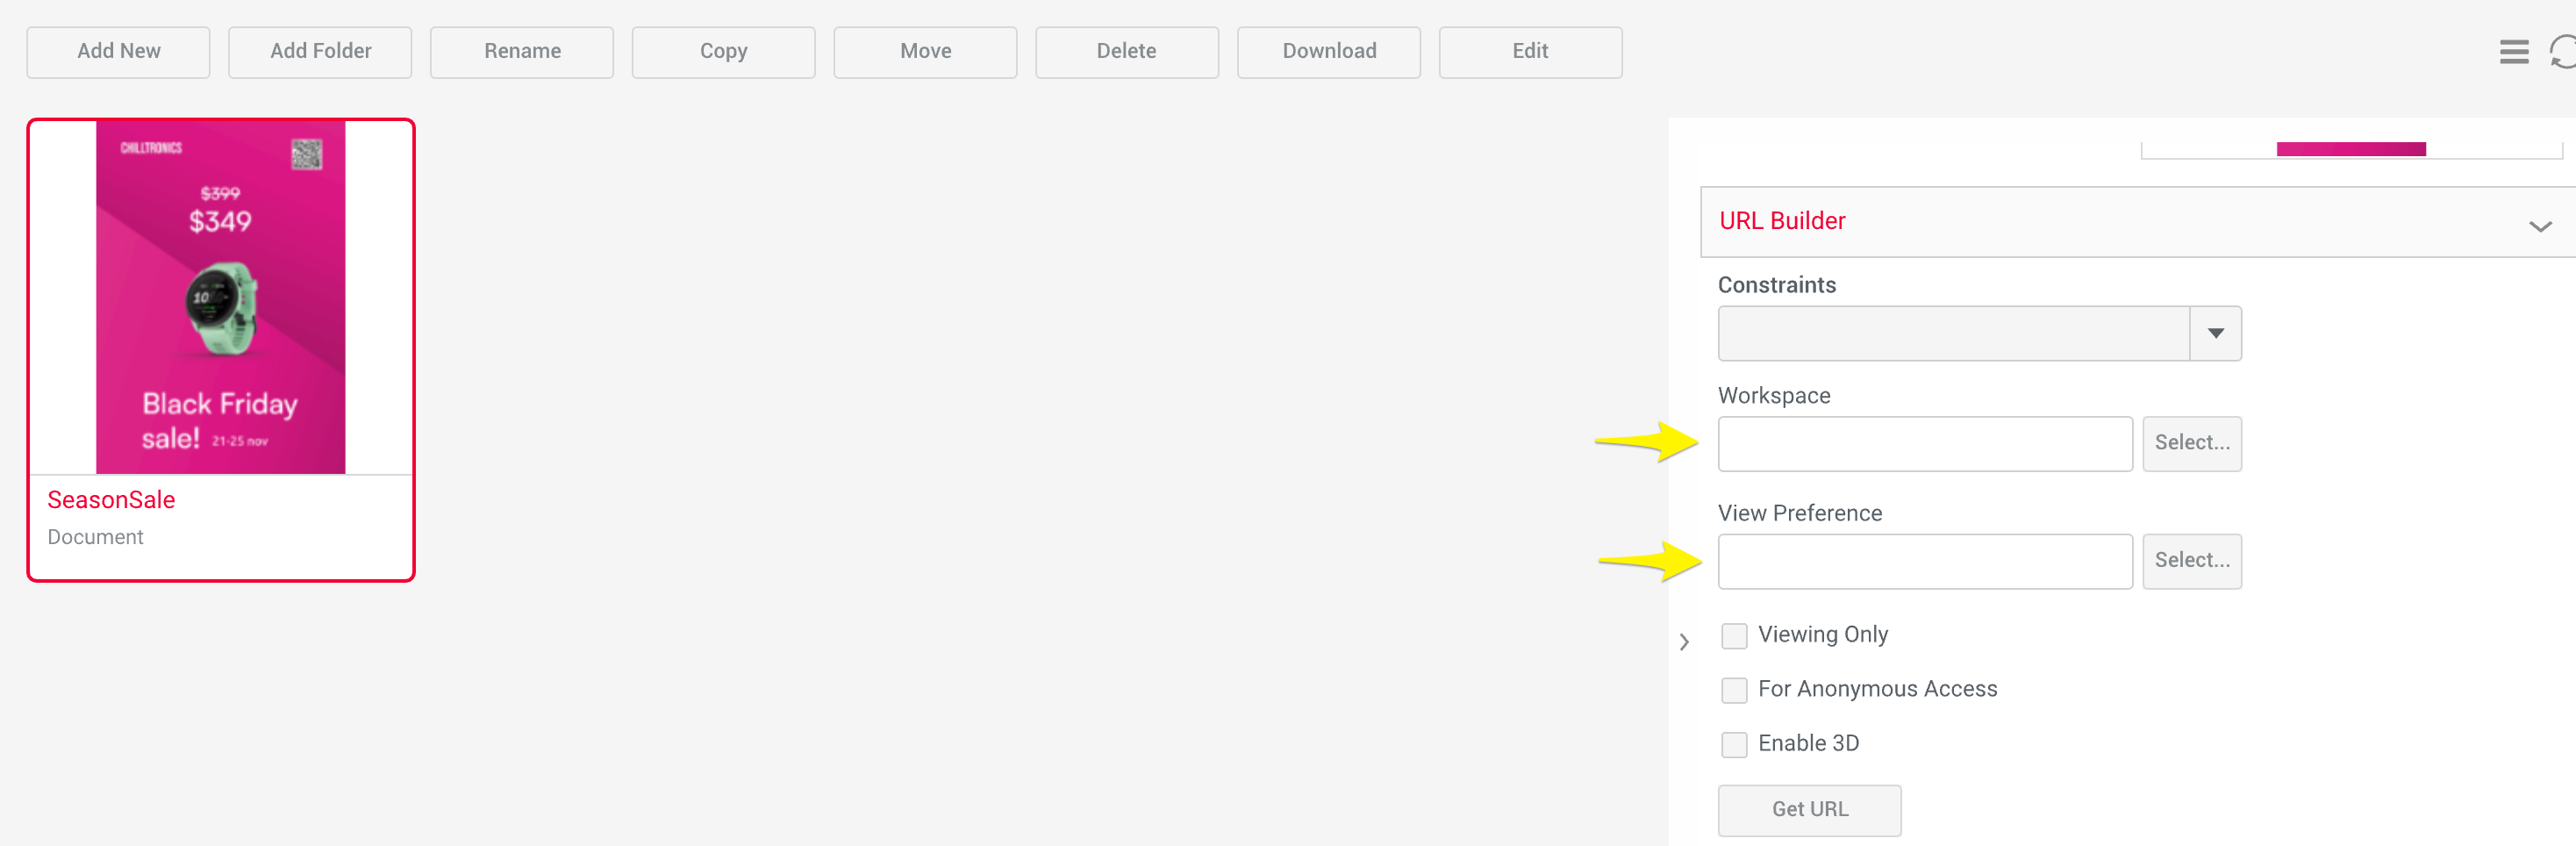 Add New
Add Folder
Rename
Copy
Move
Delete
Download
Edit
CHILLTRONICS
$399
$349
10
Black Friday
sale! 21-25 nov
SeasonSale
Document
URL Builder
Constraints
Workspace
Select...
View Preference
Select...
Viewing Only
For Anonymous Access
Enable 3D
Get URL